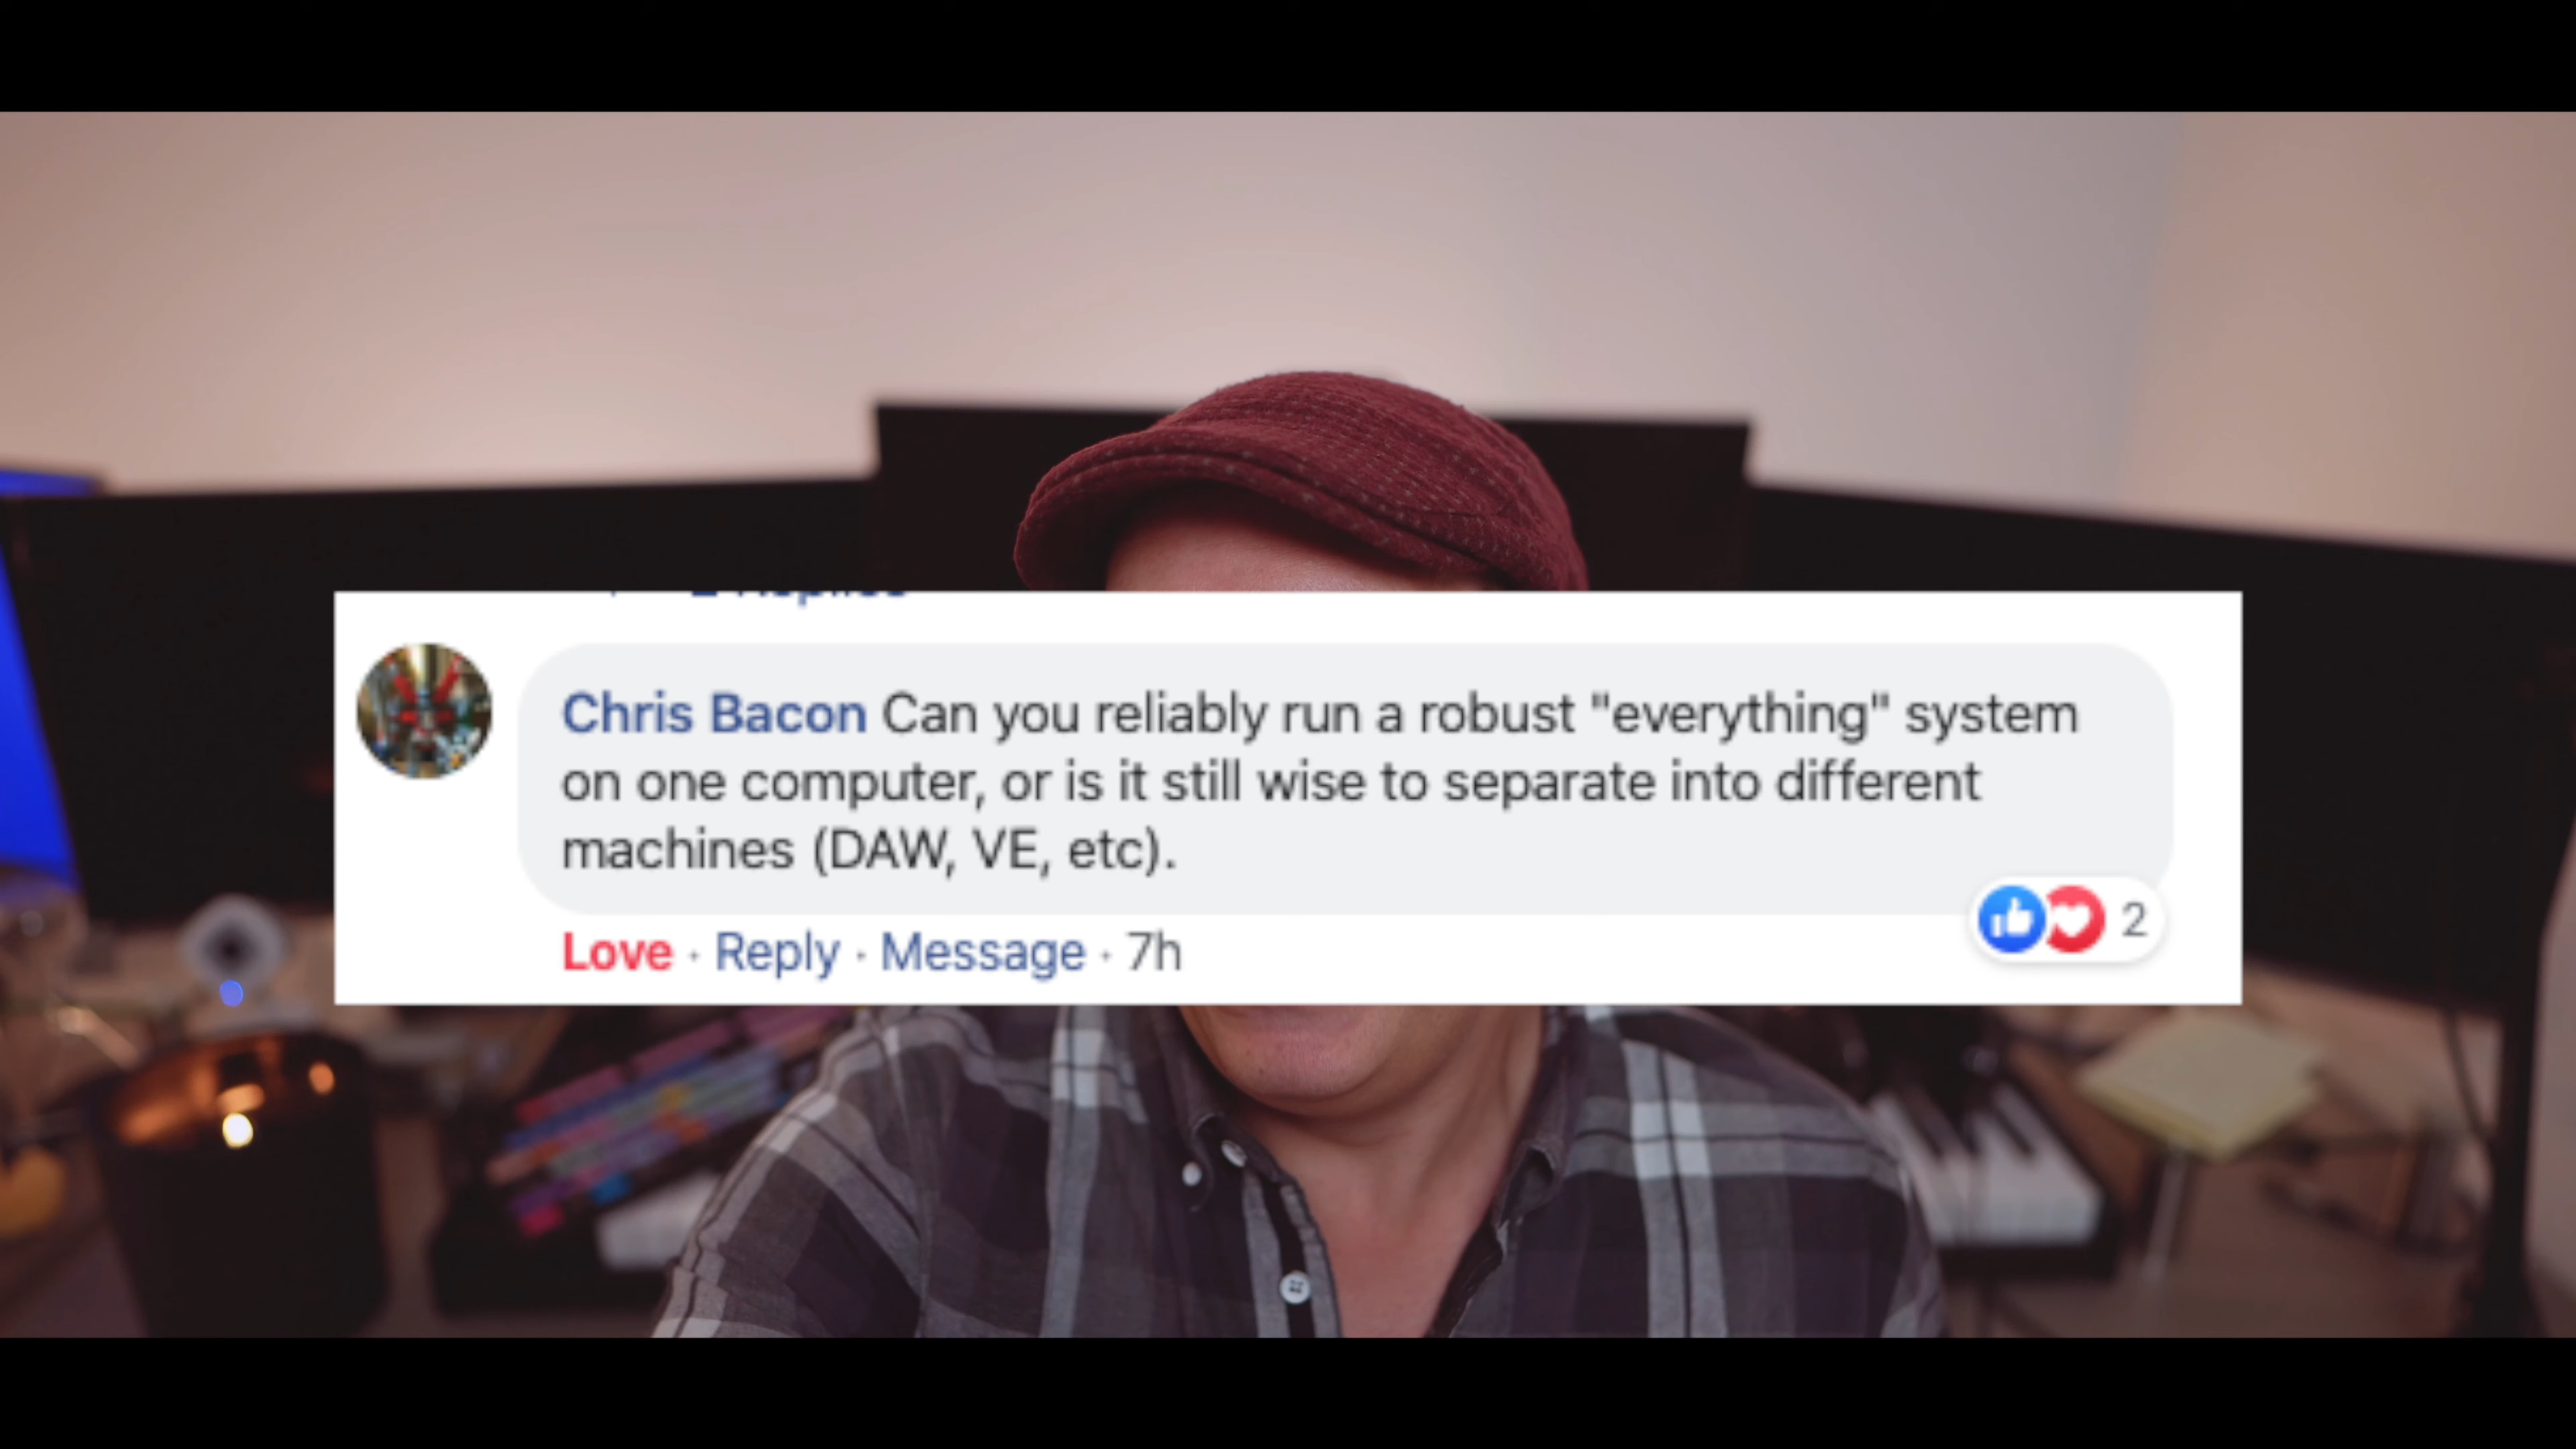 Chris Bacon Can you reliably run a robust "everything" system
on one computer, or is it still wise to separate into different
machines (DAW, VE, etc).
2
Love · Reply · Message · 7h